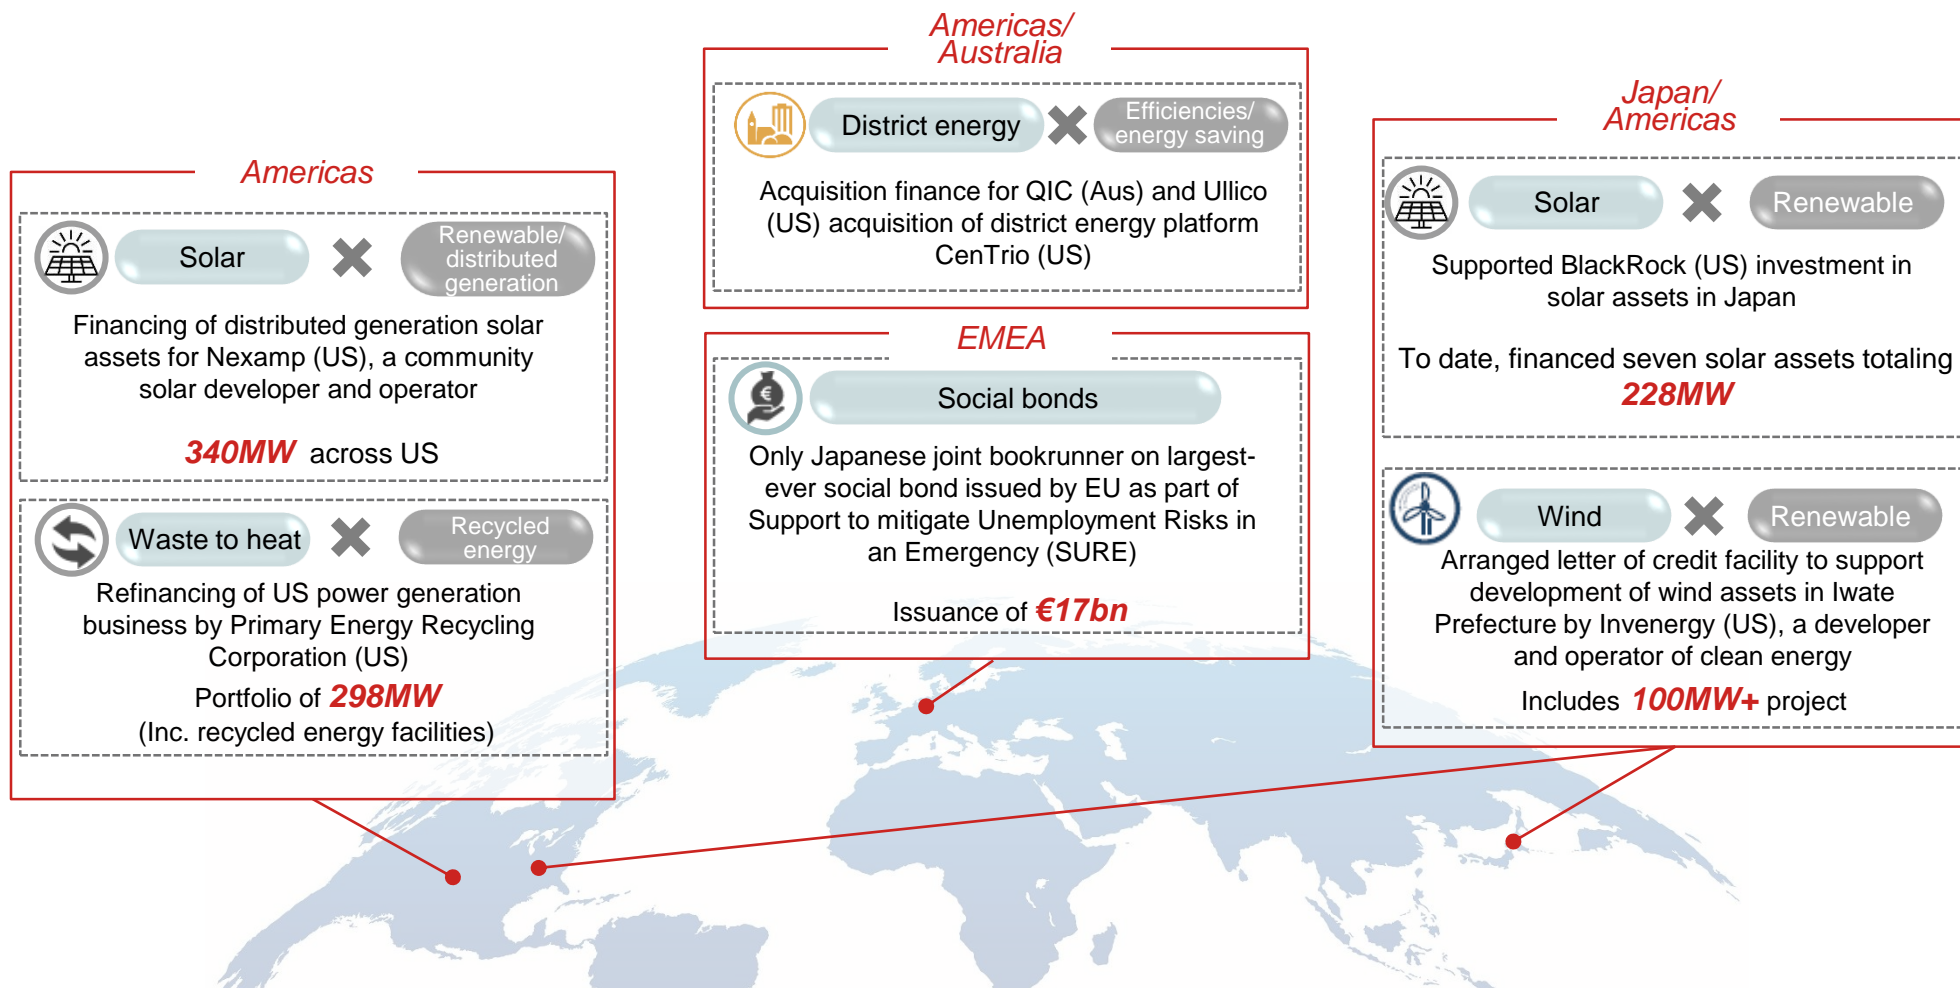 Americas
Solar
Renewable/
distributed
generation
Financing of distributed generation solar
assets for Nexamp (US), a community
solar developer and operator
340MW across US
Waste to heat
Recycled
energy
Refinancing of US power generation
business by Primary Energy Recycling
Corporation (US)
Portfolio of 298MW
(Inc. recycled energy facilities)
Americas/
Australia
District energy
Efficiencies/
energy saving
Acquisition finance for QIC (Aus) and Ullico
(US) acquisition of district energy platform
CenTrio (US)
EMEA
€
Social bonds
Only Japanese joint bookrunner on largest-
ever social bond issued by EU as part of
Support to mitigate Unemployment Risks in
an Emergency (SURE)
Issuance of €17bn
Japan/
Americas
Solar
Renewable
Supported BlackRock (US) investment in
solar assets in Japan
To date, financed seven solar assets totaling
228MW
Wind
Renewable
Arranged letter of credit facility to support
development of wind assets in Iwate
Prefecture by Invenergy (US), a developer
and operator of clean energy
Includes 100MW+ project